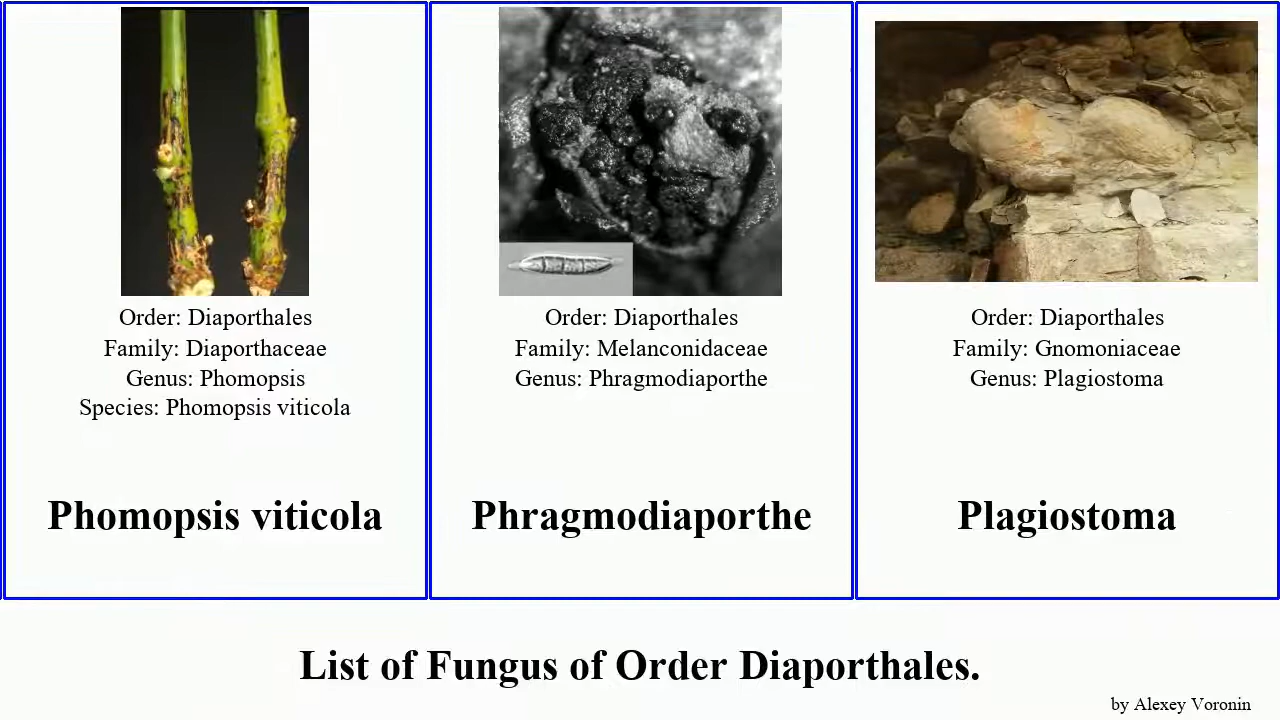 Order: Diaporthales
Family: Diaporthaceae
Genus: Phomopsis
Species: Phomopsis viticola
Phomopsis viticola
Order: Diaporthales
Family: Melanconidaceae
Genus: Phragmodiaporthe
Phragmodiaporthe
Order: Diaporthales
Family: Gnomoniaceae
Genus: Plagiostoma
Plagiostoma
List of Fungus of Order Diaporthales.
by Alexey Voronin